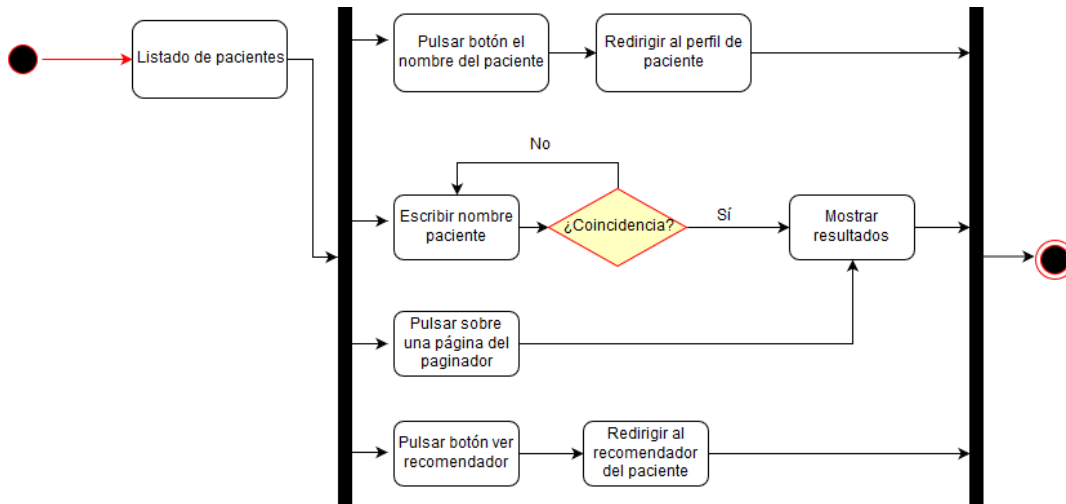 Listado de pacientes
Pulsar botón el
nombre del paciente
Redirigir al perfil de
paciente
No
Escribir nombre
paciente
¿Coincidencia?
Sí
Mostrar
resultados
Pulsar sobre
una página del
paginador
Pulsar botón ver
recomendador
Redirigir al
recomendador
del paciente